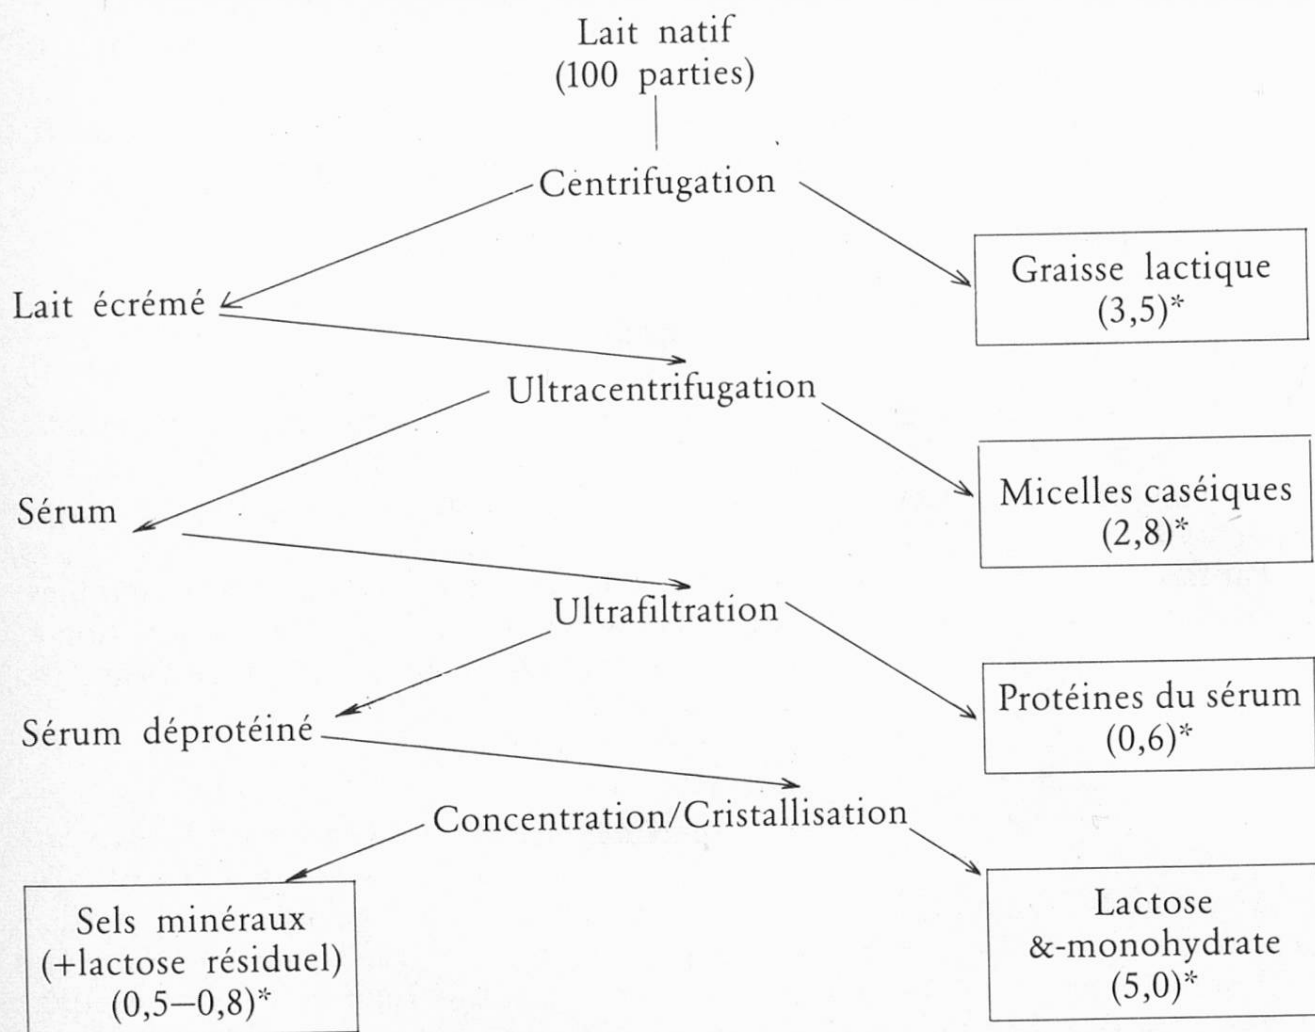 Lait natif
(100 parties)
Centrifugation
Graisse lactique
(3,5)*
Lait écrémé
Ultracentrifugation
Micelles caséiques
(2,8)*
Sérum
Ultrafiltration
Protéines du sérum
(0,6)*
Sérum déprotéiné
Concentration/Cristallisation
Sels minéraux
(+lactose résiduel)
(0,5—0,8)*
Lactose
&-monohydrate
(5,0)*